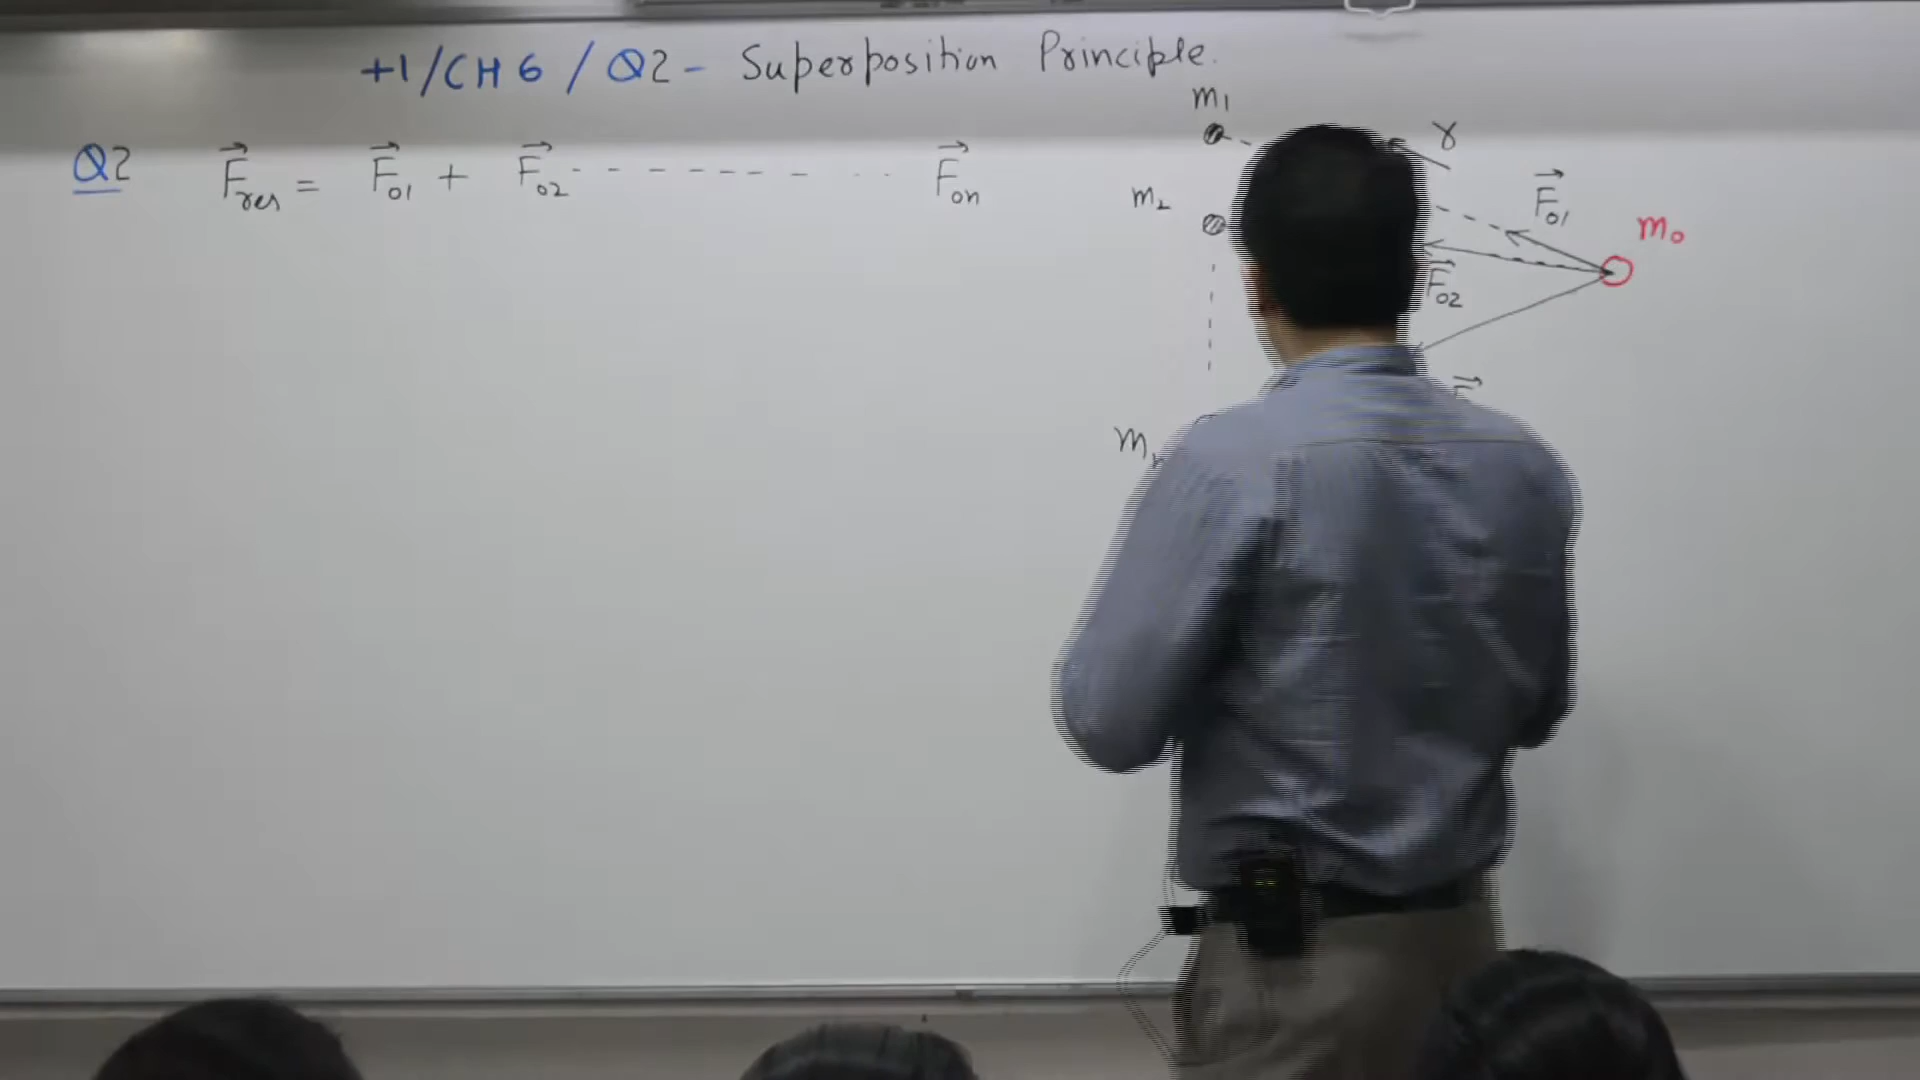 +1/CH 6 / Q2 - Superposition Principle.
Q2 F⃗res = F⃗01 + F⃗02 - - - - - - - - - - F⃗0n
m1
r
m2
F⃗01
m0
F⃗02
m